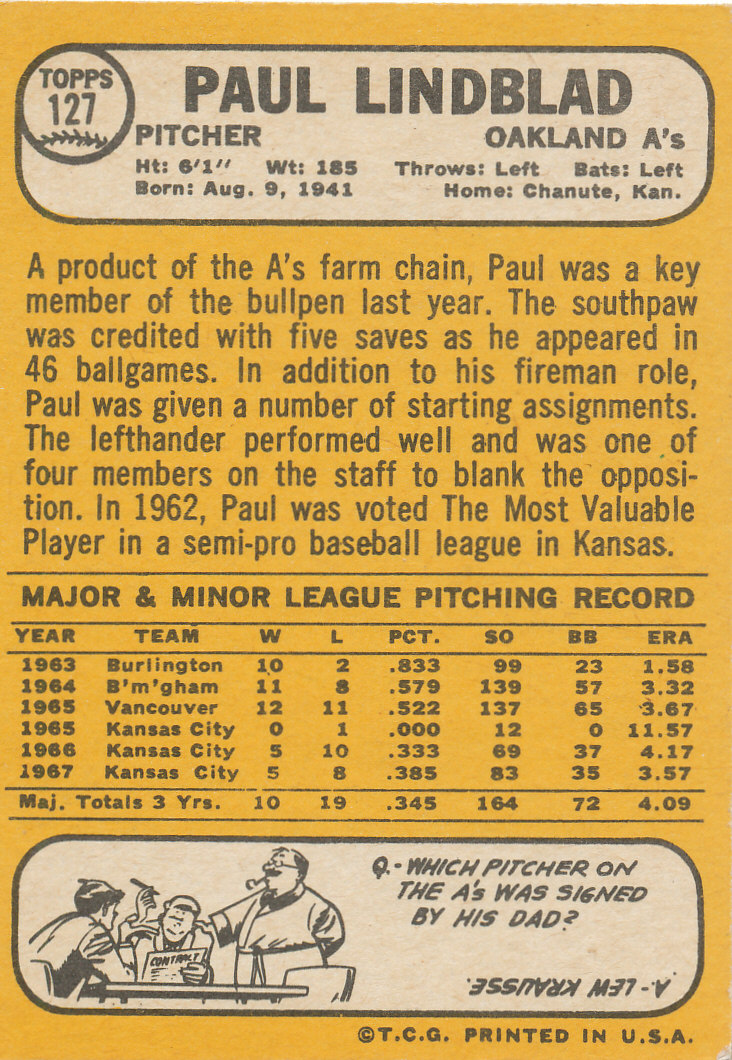 TOPPS
127
PAUL LINDBLAD
PITCHER OAKLAND A's
Ht: 6'1" Wt: 185 Throws: Left Bats: Left
Born: Aug. 9, 1941 Home: Chanute, Kan.
A product of the A's farm chain, Paul was a key
member of the bullpen last year. The southpaw
was credited with five saves as he appeared in
46 ballgames. In addition to his fireman role,
Paul was given a number of starting assignments.
The lefthander performed well and was one of
four members on the staff to blank the opposi-
tion. In 1962, Paul was voted The Most Valuable
Player in a semi-pro baseball league in Kansas.
MAJOR & MINOR LEAGUE PITCHING RECORD
YEAR TEAM W L PCT. SO BB ERA
1963 Burlington 10 2 .833 99 23 1.58
1964 B'm'gham 11 8 .579 139 57 3.32
1965 Vancouver 12 11 .522 137 65 3.67
1965 Kansas City 0 1 .000 12 0 11.57
1966 Kansas City 5 10 .333 69 37 4.17
1967 Kansas City 5 8 .385 83 35 3.57
Maj. Totals 3 Yrs. 10 19 .345 164 72 4.09
CONTRACT
Q.- WHICH PITCHER ON
THE A's WAS SIGNED
BY HIS DAD?
A.- LEW KRAUSSE.
©T.C.G. PRINTED IN U.S.A.